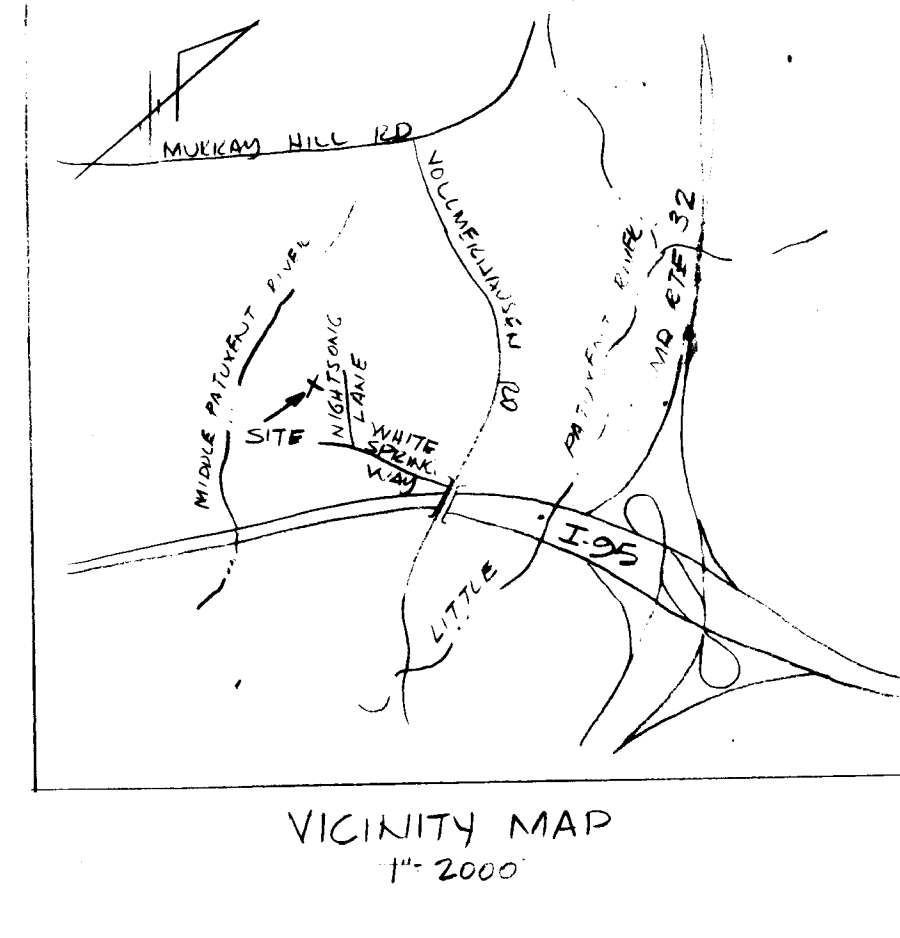 MURRAY HILL RD
VOLLMERHAUSEN
RD
MD RTE 32
PATUXENT RIVER
MIDDLE PATUXENT RIVER
NIGHTSONG
LANE
SITE
WHITE
SPRING
WAY
I-95
LITTLE
VICINITY MAP
1"= 2000'